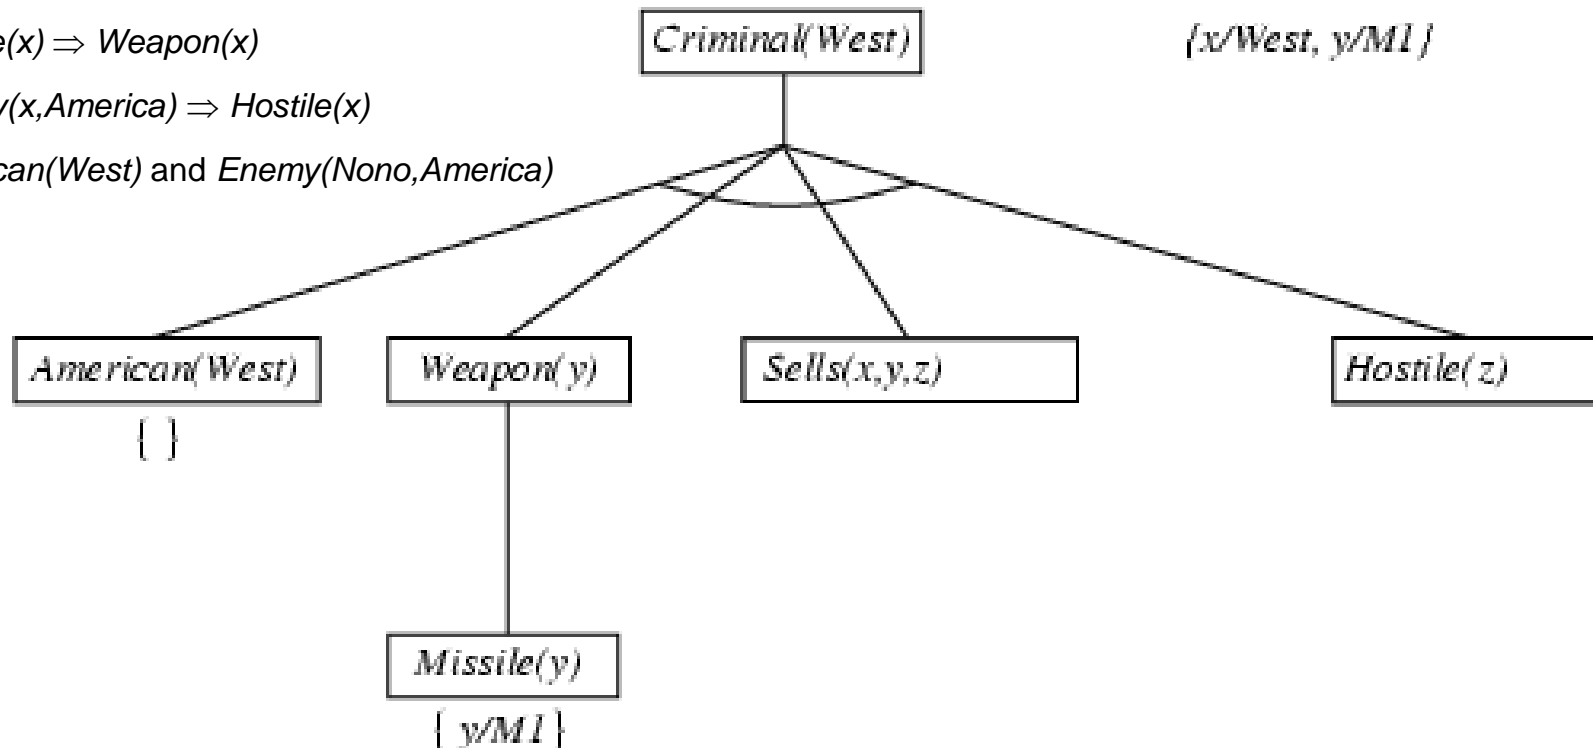 e(x) ⇒ Weapon(x)
y(x,America) ⇒ Hostile(x)
can(West) and Enemy(Nono,America)
Criminal(West)
{x/West, y/M1}
American(West)
Weapon(y)
Sells(x,y,z)
Hostile(z)
{ }
Missile(y)
{ y/M1 }